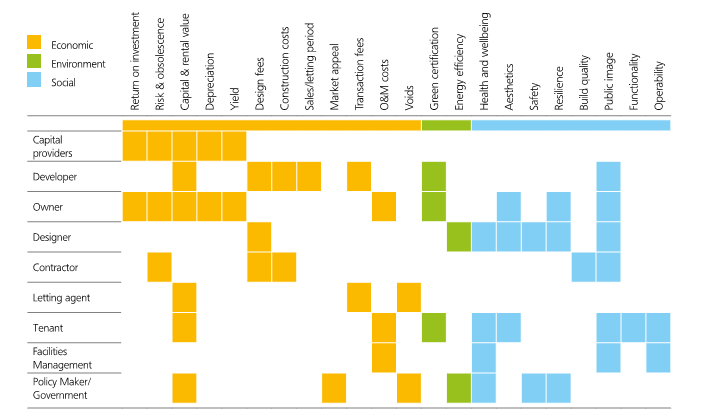 Economic
Environment
Social
Return on investment
Risk & obsolescence
Capital & rental value
Depreciation
Yield
Design fees
Construction costs
Sales/letting period
Market appeal
Transaction fees
O&M costs
Voids
Green certification
Energy efficiency
Health and wellbeing
Aesthetics
Safety
Resilience
Build quality
Public image
Functionality
Operability
Capital
providers
Developer
Owner
Designer
Contractor
Letting agent
Tenant
Facilities
Management
Policy Maker/
Government